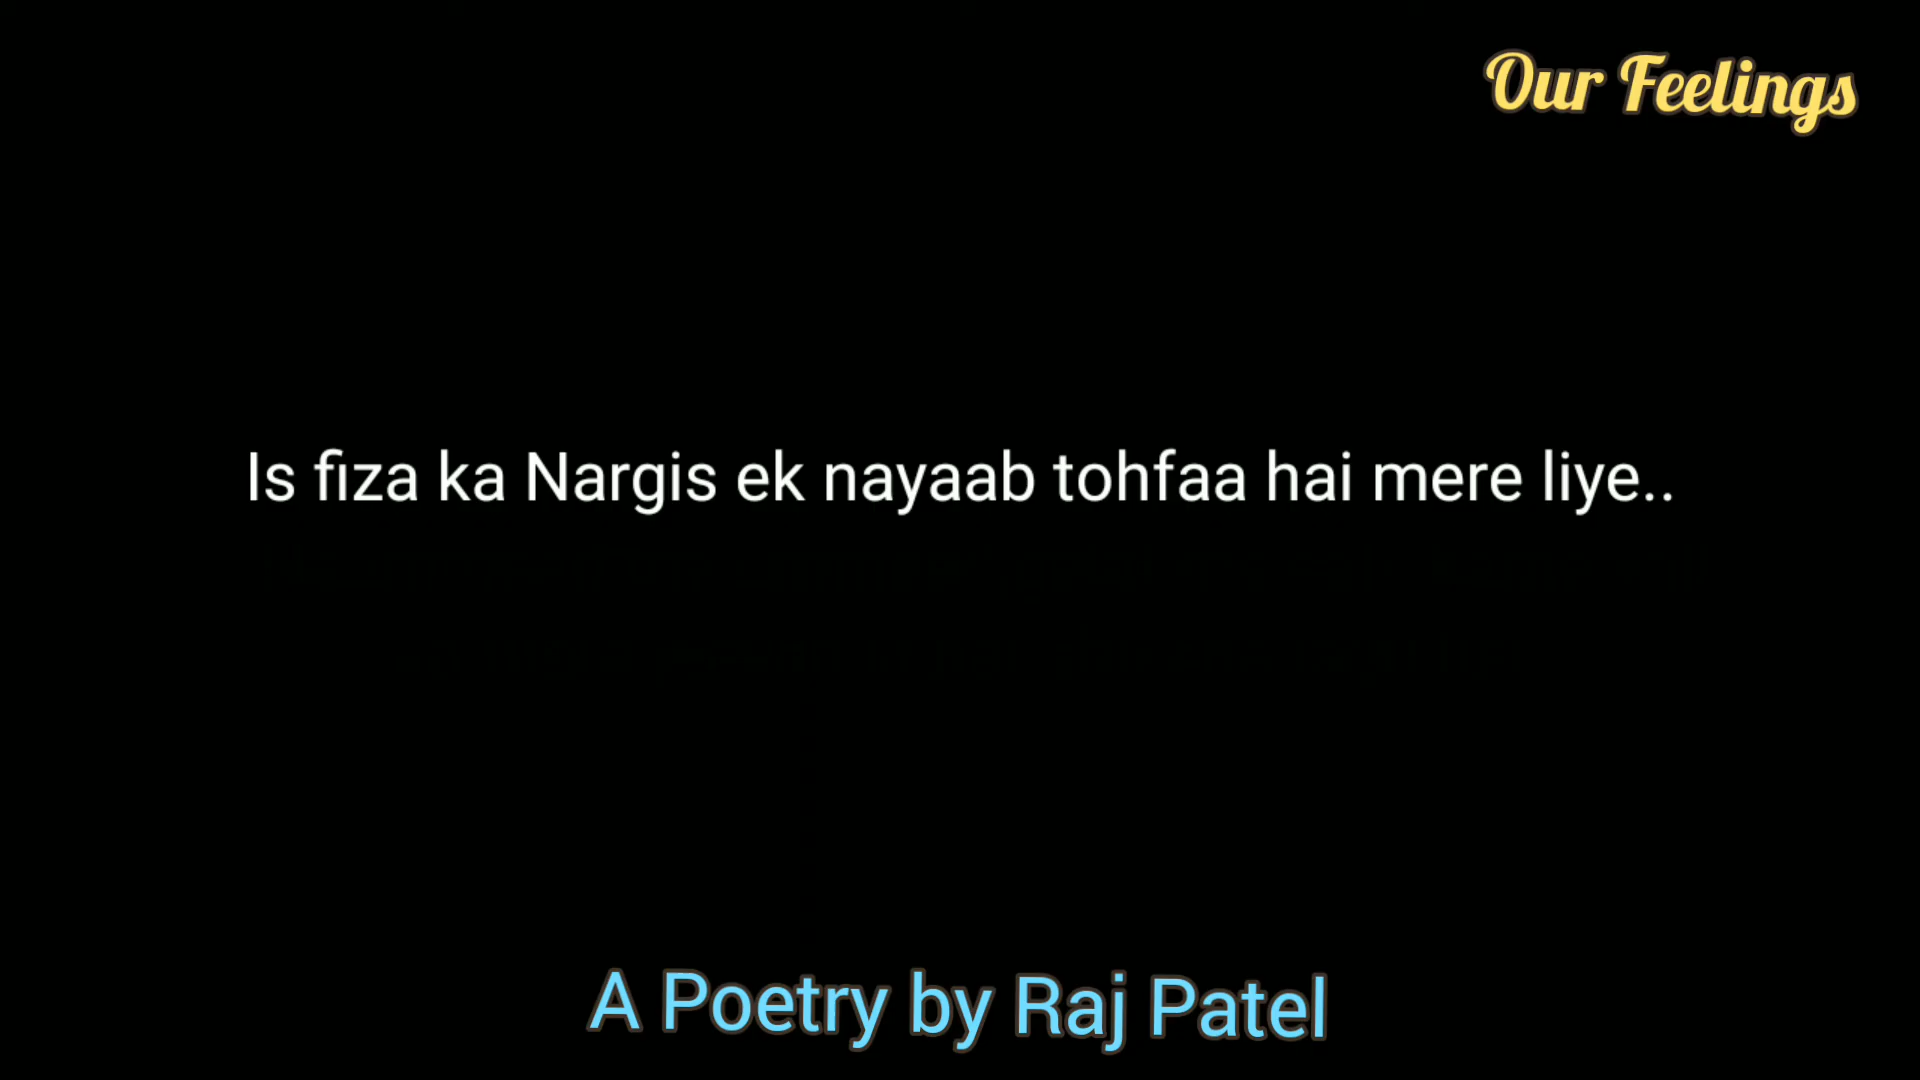 Our Feelings
Is fiza ka Nargis ek nayaab tohfaa hai mere liye..
A Poetry by Raj Patel